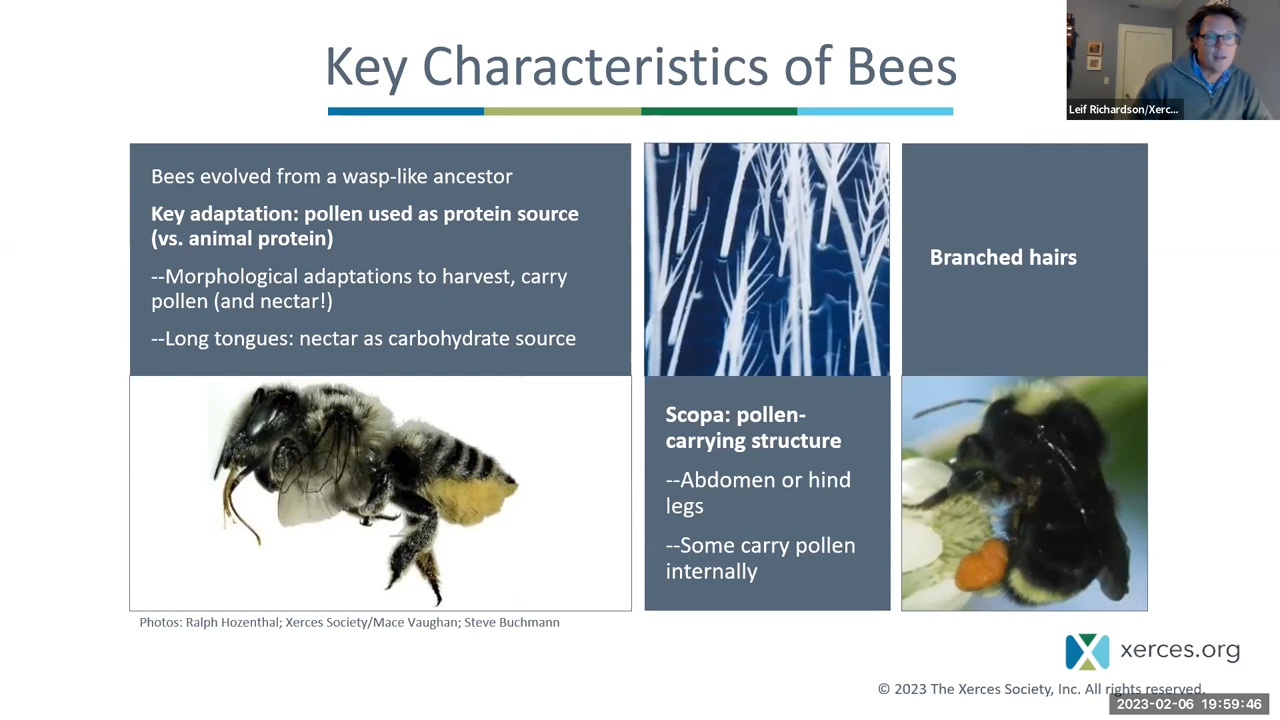 Key Characteristics of Bees
Leif Richardson/Xerc...
Bees evolved from a wasp-like ancestor
Key adaptation: pollen used as protein source
(vs. animal protein)
--Morphological adaptations to harvest, carry
pollen (and nectar!)
--Long tongues: nectar as carbohydrate source
Branched hairs
Scopa: pollen-
carrying structure
--Abdomen or hind
legs
--Some carry pollen
internally
Photos: Ralph Hozenthal; Xerces Society/Mace Vaughan; Steve Buchmann
xerces.org
© 2023 The Xerces Society, Inc. All rights reserved.
2023-02-06 19:59:46